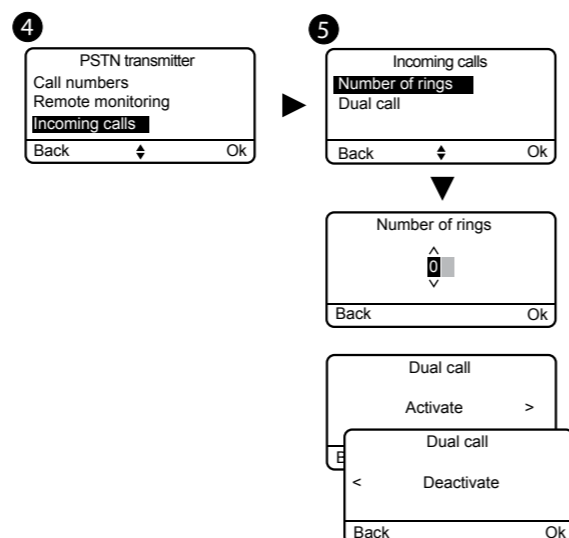 4
PSTN transmitter
Call numbers
Remote monitoring
Incoming calls
Back Ok
5
Incoming calls
Number of rings
Dual call
Back Ok
Number of rings
0
Back Ok
Dual call
Activate >
B
Dual call
< Deactivate
Back Ok